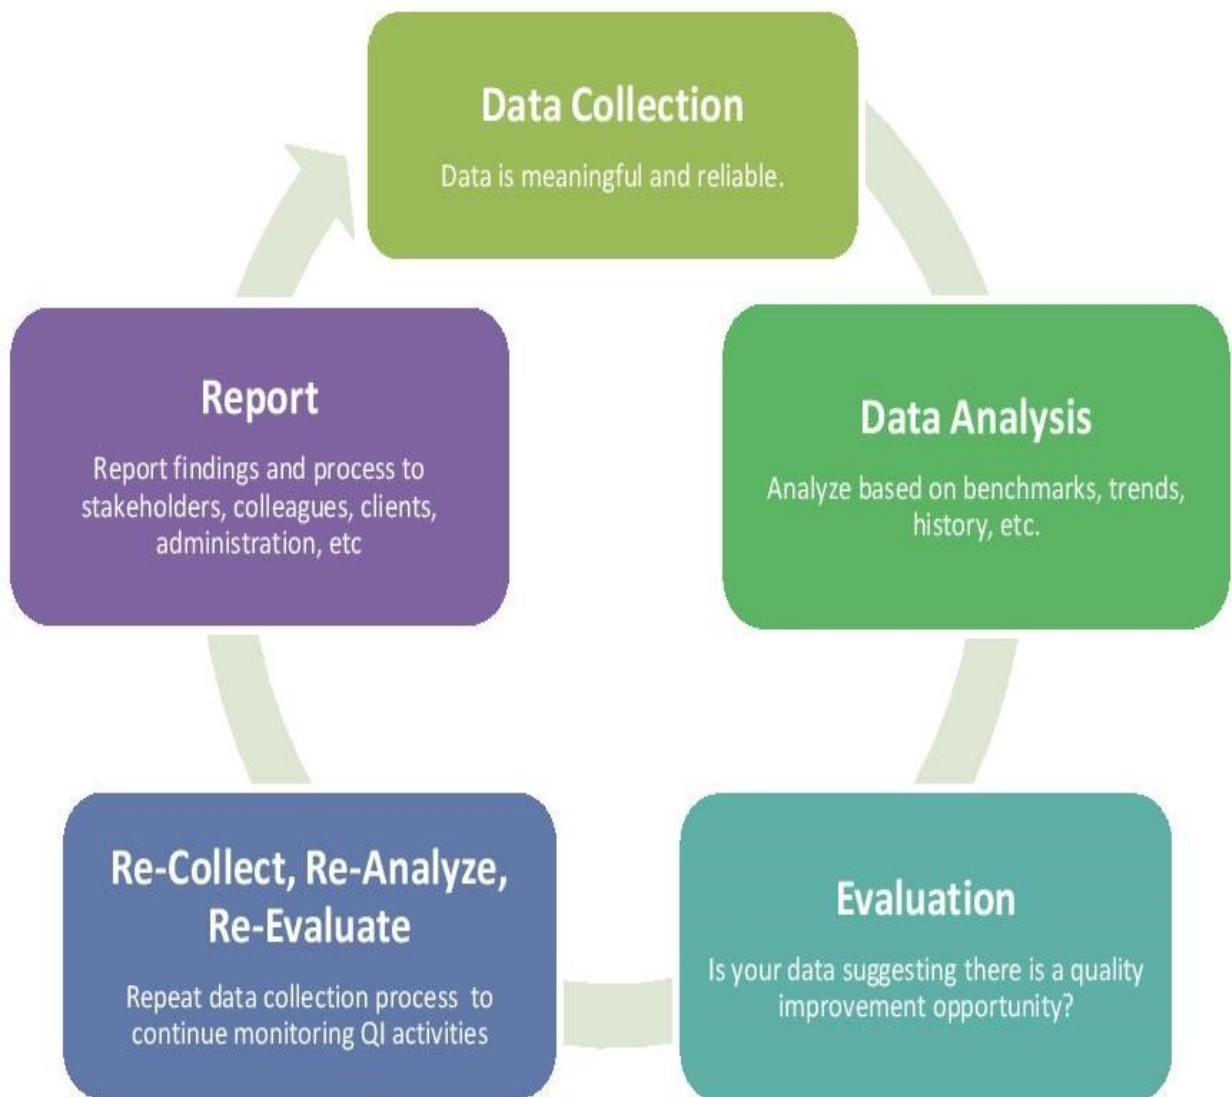 Data Collection
Data is meaningful and reliable.
Data Analysis
Analyze based on benchmarks, trends,
history, etc.
Evaluation
Is your data suggesting there is a quality
improvement opportunity?
Re-Collect, Re-Analyze,
Re-Evaluate
Repeat data collection process to
continue monitoring QI activities
Report
Report findings and process to
stakeholders, colleagues, clients,
administration, etc